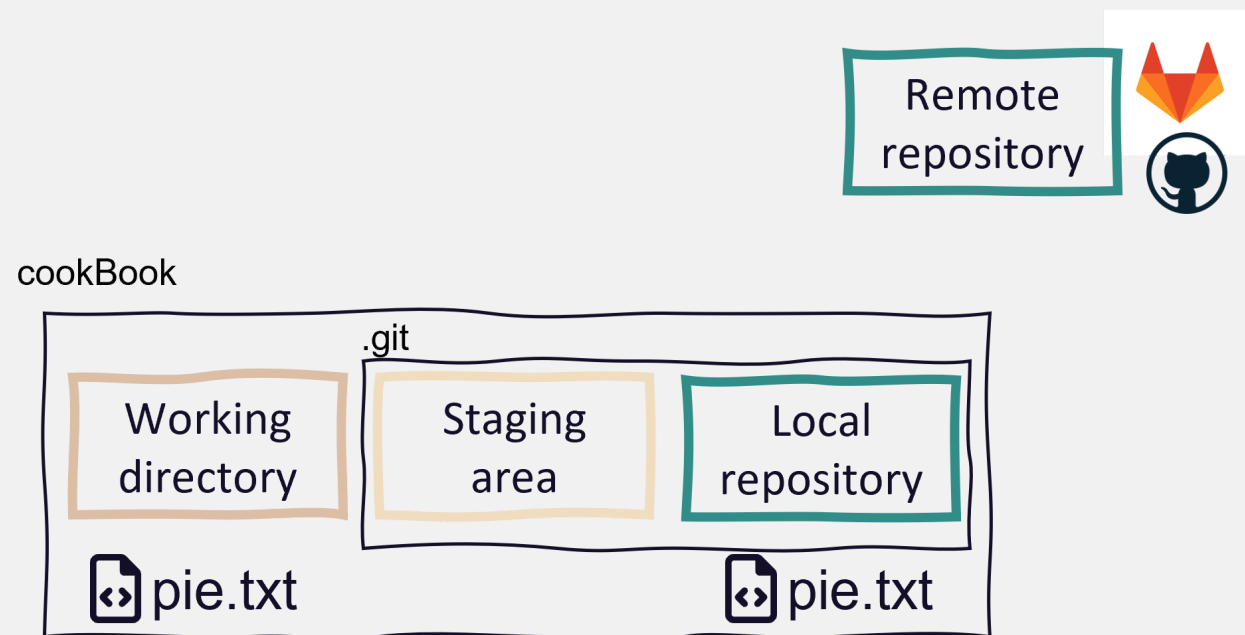 Remote
repository
cookBook
.git
Working
directory
Staging
area
Local
repository
pie.txt
pie.txt